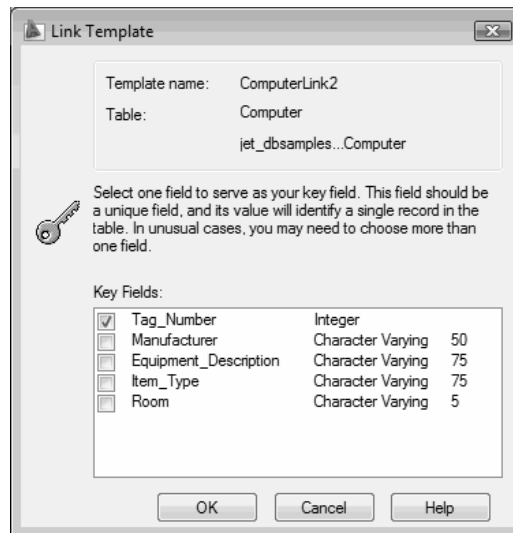 Link Template
Template name: ComputerLink2
Table: Computer
jet_dbsamples...Computer
Select one field to serve as your key field. This field should be
a unique field, and its value will identify a single record in the
table. In unusual cases, you may need to choose more than
one field.
Key Fields:
Tag_Number Integer
Manufacturer Character Varying 50
Equipment_Description Character Varying 75
Item_Type Character Varying 75
Room Character Varying 5
OK Cancel Help